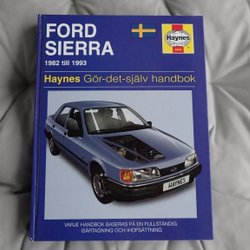 FORD
SIERRA
1982 till 1993
Haynes
Haynes Gör-det-själv handbok
HAYNES
VARJE HANDBOK BASERAS PÅ EN FULLSTÄNDIG
ISÄRTAGNING OCH IHOPSÄTTNING